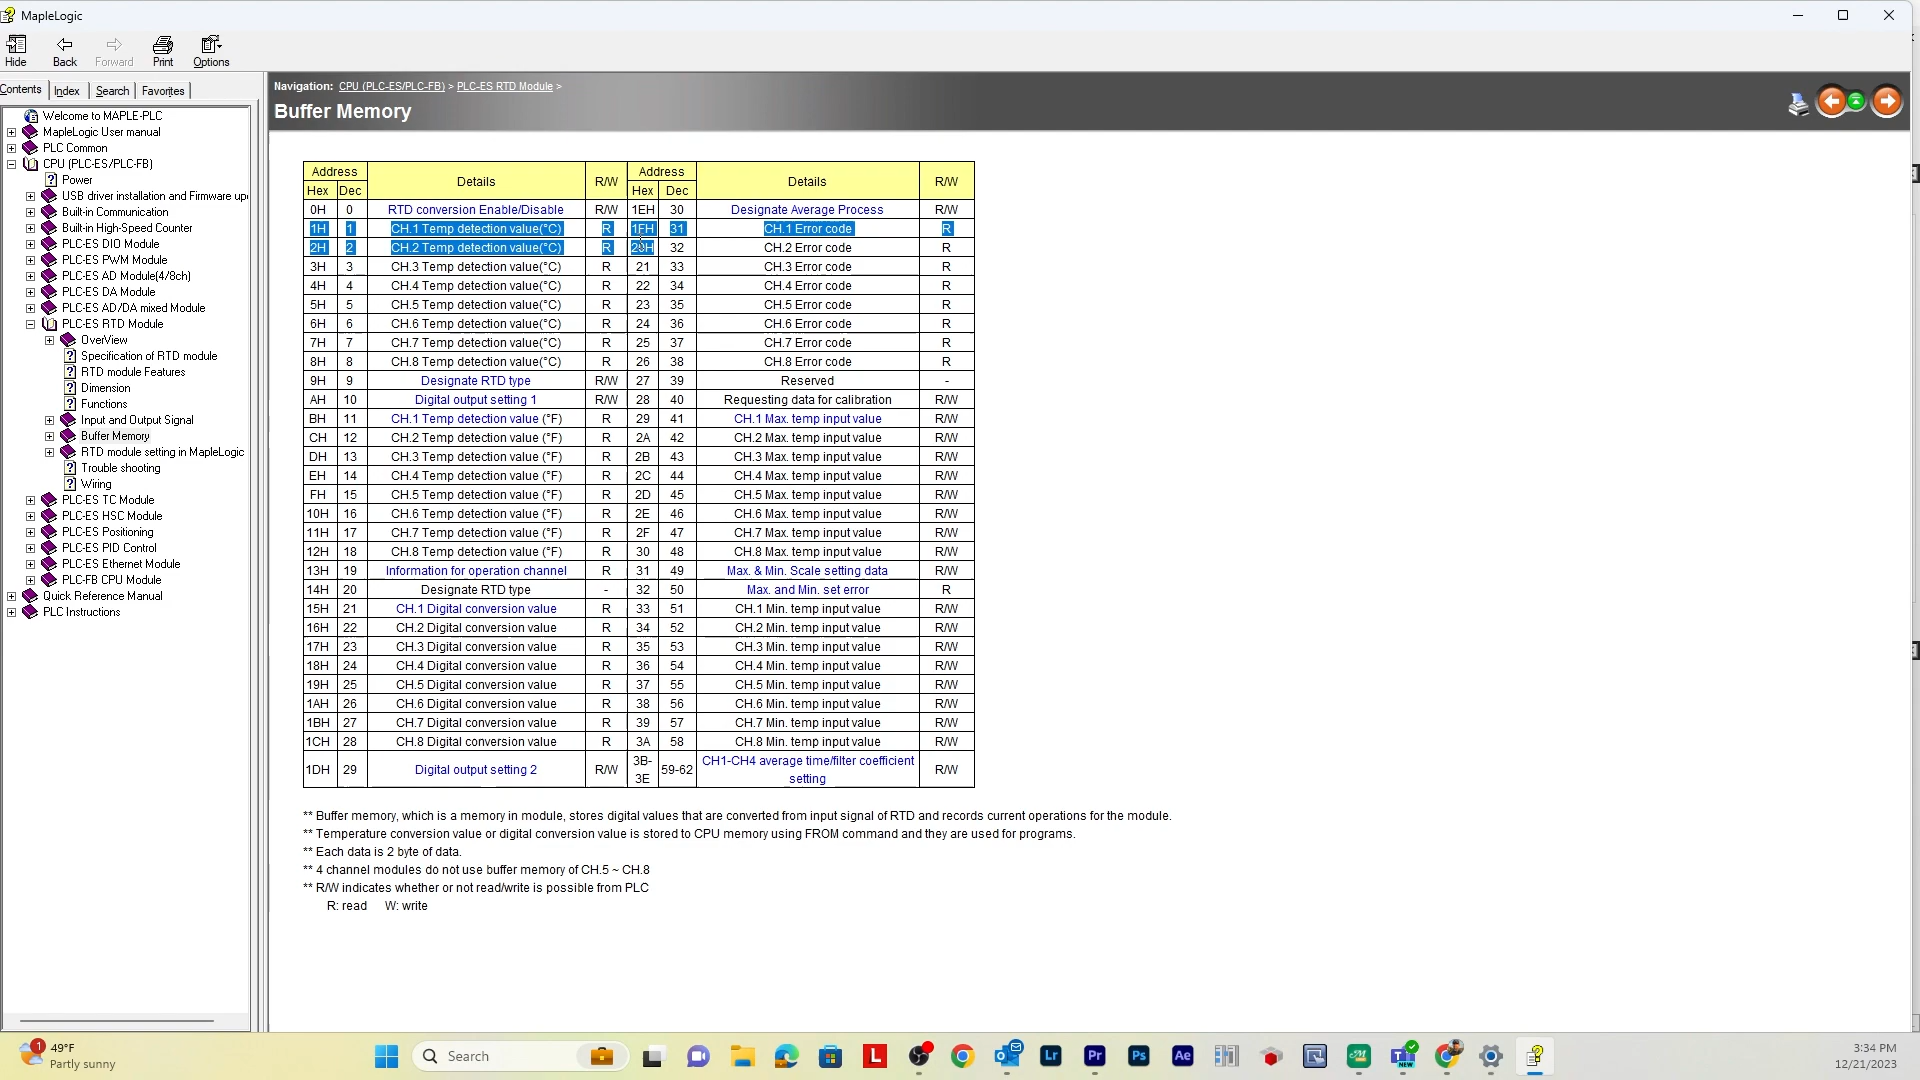 MapleLogic
Hide Back Forward Print Options
Contents Index Search Favorites
Welcome to MAPLE-PLC
MapleLogic User manual
PLC Common
CPU (PLC-ES/PLC-FB)
Power
USB driver installation and Firmware up
Built-in Communication
Built-in High-Speed Counter
PLC-ES DIO Module
PLC-ES PWM Module
PLC-ES AD Module(4/8ch)
PLC-ES DA Module
PLC-ES AD/DA mixed Module
PLC-ES RTD Module
OverView
Specification of RTD module
RTD module Features
Dimension
Functions
Input and Output Signal
Buffer Memory
RTD module setting in MapleLogic
Trouble shooting
Wiring
PLC-ES TC Module
PLC-ES HSC Module
PLC-ES Positioning
PLC-ES PID Control
PLC-ES Ethernet Module
PLC-FB CPU Module
Quick Reference Manual
PLC Instructions
Navigation: CPU (PLC-ES/PLC-FB) > PLC-ES RTD Module >
Buffer Memory
Address Details R/W Address Details R/W
Hex Dec Hex Dec
0H 0 RTD conversion Enable/Disable R/W 1EH 30 Designate Average Process R/W
1H 1 CH.1 Temp detection value(°C) R 1FH 31 CH.1 Error code R
2H 2 CH.2 Temp detection value(°C) R 20H 32 CH.2 Error code R
3H 3 CH.3 Temp detection value(°C) R 21 33 CH.3 Error code R
4H 4 CH.4 Temp detection value(°C) R 22 34 CH.4 Error code R
5H 5 CH.5 Temp detection value(°C) R 23 35 CH.5 Error code R
6H 6 CH.6 Temp detection value(°C) R 24 36 CH.6 Error code R
7H 7 CH.7 Temp detection value(°C) R 25 37 CH.7 Error code R
8H 8 CH.8 Temp detection value(°C) R 26 38 CH.8 Error code R
9H 9 Designate RTD type R/W 27 39 Reserved -
AH 10 Digital output setting 1 R/W 28 40 Requesting data for calibration R/W
BH 11 CH.1 Temp detection value (°F) R 29 41 CH.1 Max. temp input value R/W
CH 12 CH.2 Temp detection value (°F) R 2A 42 CH.2 Max. temp input value R/W
DH 13 CH.3 Temp detection value (°F) R 2B 43 CH.3 Max. temp input value R/W
EH 14 CH.4 Temp detection value (°F) R 2C 44 CH.4 Max. temp input value R/W
FH 15 CH.5 Temp detection value (°F) R 2D 45 CH.5 Max. temp input value R/W
10H 16 CH.6 Temp detection value (°F) R 2E 46 CH.6 Max. temp input value R/W
11H 17 CH.7 Temp detection value (°F) R 2F 47 CH.7 Max. temp input value R/W
12H 18 CH.8 Temp detection value (°F) R 30 48 CH.8 Max. temp input value R/W
13H 19 Information for operation channel R 31 49 Max. & Min. Scale setting data R/W
14H 20 Designate RTD type - 32 50 Max. and Min. set error R
15H 21 CH.1 Digital conversion value R 33 51 CH.1 Min. temp input value R/W
16H 22 CH.2 Digital conversion value R 34 52 CH.2 Min. temp input value R/W
17H 23 CH.3 Digital conversion value R 35 53 CH.3 Min. temp input value R/W
18H 24 CH.4 Digital conversion value R 36 54 CH.4 Min. temp input value R/W
19H 25 CH.5 Digital conversion value R 37 55 CH.5 Min. temp input value R/W
1AH 26 CH.6 Digital conversion value R 38 56 CH.6 Min. temp input value R/W
1BH 27 CH.7 Digital conversion value R 39 57 CH.7 Min. temp input value R/W
1CH 28 CH.8 Digital conversion value R 3A 58 CH.8 Min. temp input value R/W
1DH 29 Digital output setting 2 R/W 3B-3E 59-62 CH1-CH4 average time/filter coefficient setting R/W
** Buffer memory, which is a memory in module, stores digital values that are converted from input signal of RTD and records current operations for the module.
** Temperature conversion value or digital conversion value is stored to CPU memory using FROM command and they are used for programs.
** Each data is 2 byte of data.
** 4 channel modules do not use buffer memory of CH.5 ~ CH.8
** R/W indicates whether or not read/write is possible from PLC
R: read W: write
1
49°F
Partly sunny
Search
L
Lr
Pr
Ps
Ae
NEW
3:34 PM
12/21/2023